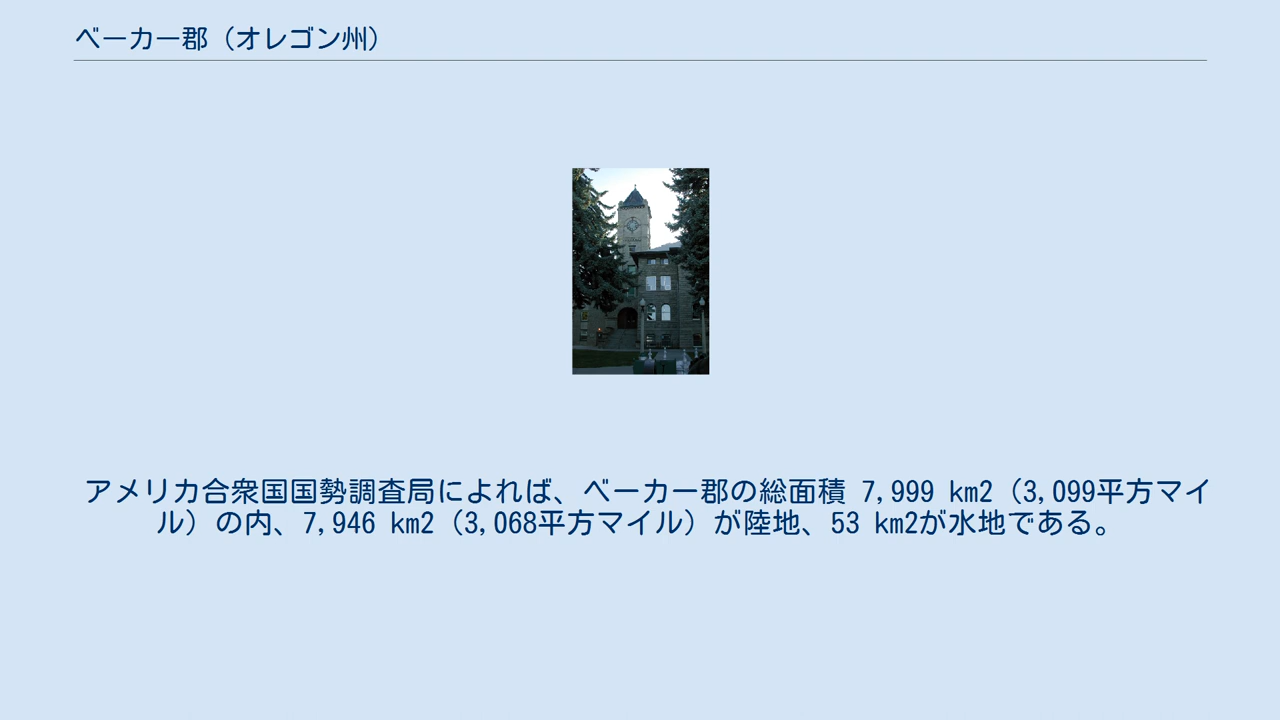 ベーカー郡（オレゴン州）
アメリカ合衆国国勢調査局によれば、ベーカー郡の総面積 7,999 km2（3,099平方マイ
ル）の内、7,946 km2（3,068平方マイル）が陸地、53 km2が水地である。